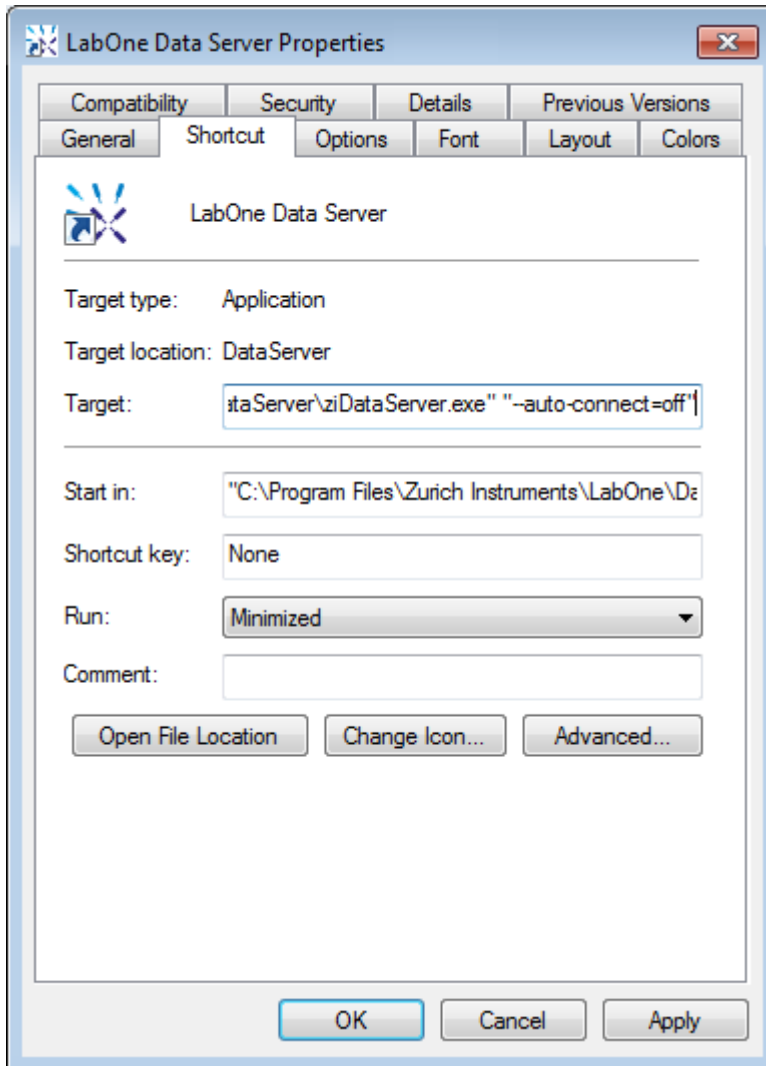 LabOne Data Server Properties
Compatibility Security Details Previous Versions
General Shortcut Options Font Layout Colors
LabOne Data Server
Target type: Application
Target location: DataServer
Target: ataServer\ziDataServer.exe" "--auto-connect=off"
Start in: "C:\Program Files\Zurich Instruments\LabOne\Da
Shortcut key: None
Run: Minimized
Comment:
Open File Location Change Icon... Advanced...
OK Cancel Apply